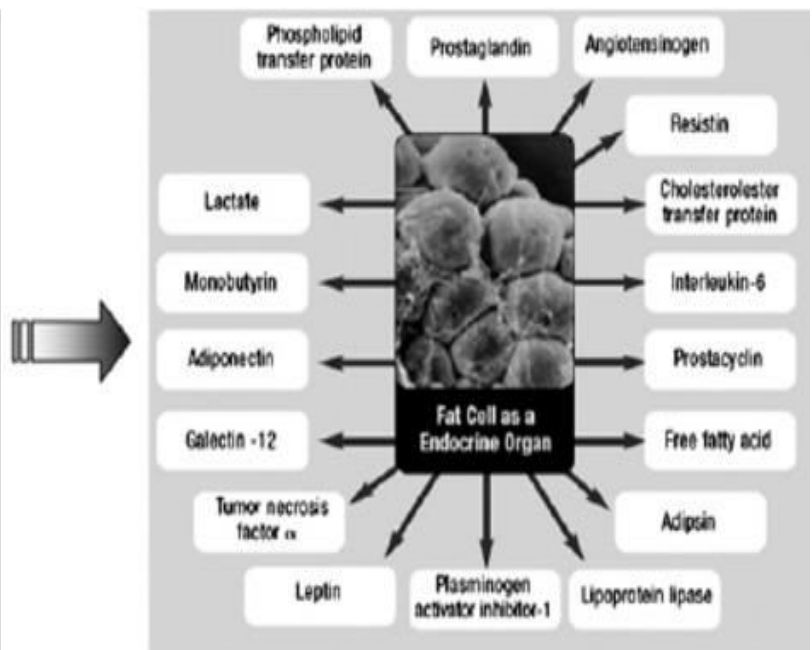 Phospholipid
transfer protein
Prostaglandin
Angiotensinogen
Resistin
Lactate
Cholesterolester
transfer protein
Monobutyrin
Interleukin-6
Adiponectin
Prostacyclin
Fat Cell as a
Endocrine Organ
Galectin -12
Free fatty acid
Tumor necrosis
factor α
Adipsin
Leptin
Plasminogen
activator inhibitor-1
Lipoprotein lipase